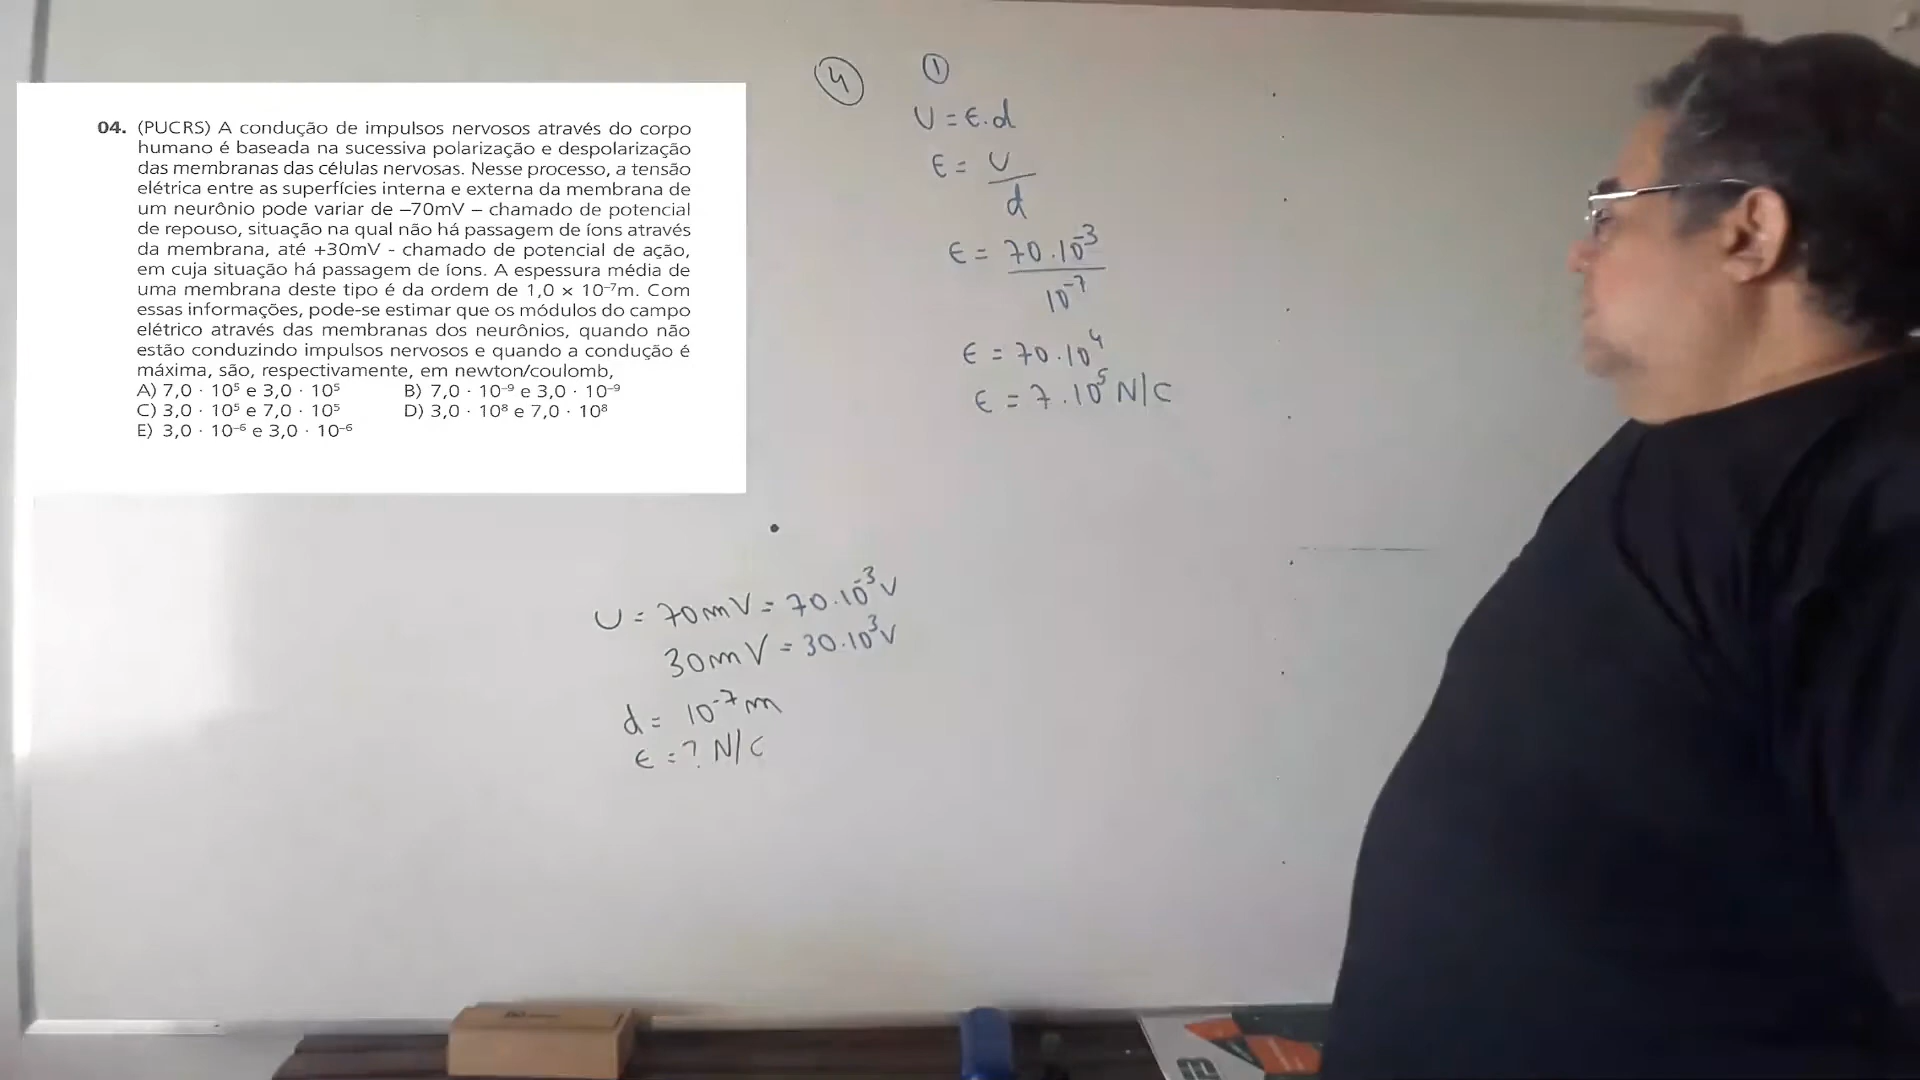 04. (PUCRS) A condução de impulsos nervosos através do corpo
humano é baseada na sucessiva polarização e despolarização
das membranas das células nervosas. Nesse processo, a tensão
elétrica entre as superfícies interna e externa da membrana de
um neurônio pode variar de –70mV – chamado de potencial
de repouso, situação na qual não há passagem de íons através
da membrana, até +30mV - chamado de potencial de ação,
em cuja situação há passagem de íons. A espessura média de
uma membrana deste tipo é da ordem de 1,0 × 10⁻⁷m. Com
essas informações, pode-se estimar que os módulos do campo
elétrico através das membranas dos neurônios, quando não
estão conduzindo impulsos nervosos e quando a condução é
máxima, são, respectivamente, em newton/coulomb,
A) 7,0 · 10⁵ e 3,0 · 10⁵ B) 7,0 · 10⁻⁹ e 3,0 · 10⁻⁹
C) 3,0 · 10⁵ e 7,0 · 10⁵ D) 3,0 · 10⁸ e 7,0 · 10⁸
E) 3,0 · 10⁻⁶ e 3,0 · 10⁻⁶
4 1
U = E.d
E = U/d
E = 70.10⁻³/10⁻⁷
E = 70.10⁴
E = 7.10⁵ N/C
U = 70mV = 70.10⁻³V
30mV = 30.10³V
d = 10⁻⁷m
E = ? N/C